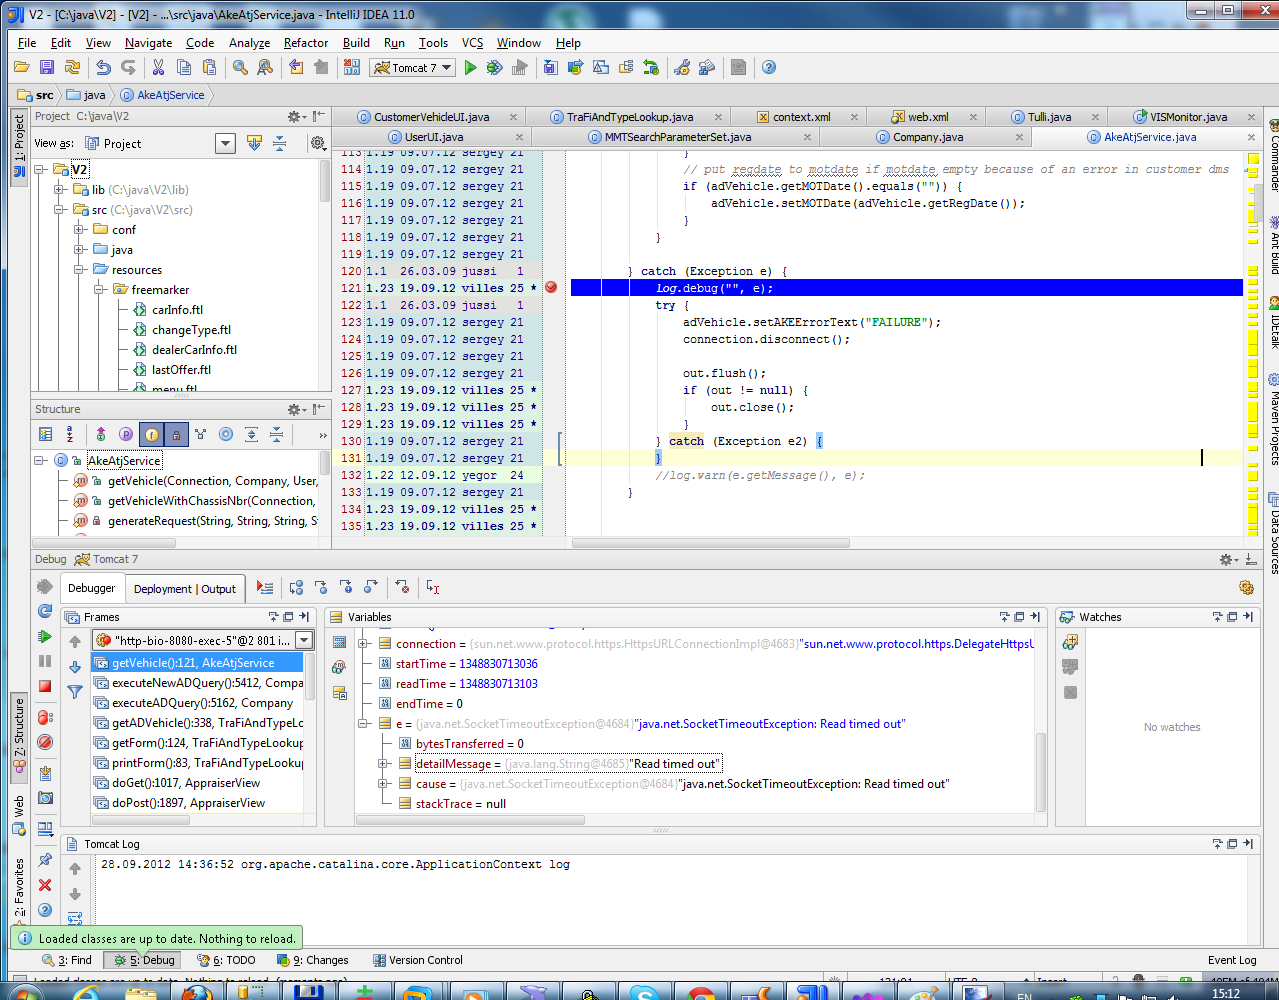 V2 - [C:\java\V2] - [V2] - ...\src\java\AkeAtjService.java - IntelliJ IDEA 11.0
File Edit View Navigate Code Analyze Refactor Build Run Tools VCS Window Help
Tomcat 7
src java AkeAtjService
1: Project
7: Structure
Web
2: Favorites
Project C:\java\V2
View as: Project
V2
lib (C:\java\V2\lib)
src (C:\java\V2\src)
conf
java
resources
freemarker
carInfo.ftl
changeType.ftl
dealerCarInfo.ftl
lastOffer.ftl
menu.ftl
Structure
AkeAtjService
getVehicle(Connection, Company, User,
getVehicleWithChassisNbr(Connection,
generateRequest(String, String, String, S
CustomerVehicleUI.java TraFiAndTypeLookup.java context.xml web.xml Tulli.java VISMonitor.java
UserUI.java MMTSearchParameterSet.java Company.java AkeAtjService.java
113 1.19 09.07.12 sergey 21 }
114 1.19 09.07.12 sergey 21 // put regdate to motdate if motdate empty because of an error in customer dms
115 1.19 09.07.12 sergey 21 if (adVehicle.getMOTDate().equals("")) {
116 1.19 09.07.12 sergey 21 adVehicle.setMOTDate(adVehicle.getRegDate());
117 1.19 09.07.12 sergey 21 }
118 1.19 09.07.12 sergey 21 }
119 1.19 09.07.12 sergey 21
120 1.1 26.03.09 jussi 1 } catch (Exception e) {
121 1.23 19.09.12 villes 25 * log.debug("", e);
122 1.1 26.03.09 jussi 1 try {
123 1.19 09.07.12 sergey 21 adVehicle.setAKEErrorText("FAILURE");
124 1.19 09.07.12 sergey 21 connection.disconnect();
125 1.19 09.07.12 sergey 21
126 1.19 09.07.12 sergey 21 out.flush();
127 1.23 19.09.12 villes 25 * if (out != null) {
128 1.23 19.09.12 villes 25 * out.close();
129 1.23 19.09.12 villes 25 * }
130 1.19 09.07.12 sergey 21 } catch (Exception e2) {
131 1.19 09.07.12 sergey 21 }
132 1.22 12.09.12 yegor 24 //log.warn(e.getMessage(), e);
133 1.19 09.07.12 sergey 21 }
134 1.23 19.09.12 villes 25 *
135 1.23 19.09.12 villes 25 *
Commander
Ant Build
IDEtalk
Maven Projects
Data Sources
Debug Tomcat 7
Debugger Deployment | Output
Frames
"http-bio-8080-exec-5"@2 801 i...
getVehicle():121, AkeAtjService
executeNewADQuery():5412, Compa
executeADQuery():5162, Company
getADVehicle():338, TraFiAndTypeLo
getForm():124, TraFiAndTypeLookup
printForm():83, TraFiAndTypeLookup
doGet():1017, AppraiserView
doPost():1897, AppraiserView
Variables
connection = {sun.net.www.protocol.https.HttpsURLConnectionImpl@4683}"sun.net.www.protocol.https.DelegateHttpsU
startTime = 1348830713036
readTime = 1348830713103
endTime = 0
e = {java.net.SocketTimeoutException@4684}"java.net.SocketTimeoutException: Read timed out"
bytesTransferred = 0
detailMessage = {java.lang.String@4685}"Read timed out"
cause = {java.net.SocketTimeoutException@4684}"java.net.SocketTimeoutException: Read timed out"
stackTrace = null
Watches
No watches
Tomcat Log
28.09.2012 14:36:52 org.apache.catalina.core.ApplicationContext log
Loaded classes are up to date. Nothing to reload.
3: Find 5: Debug 6: TODO 9: Changes Version Control Event Log
EN 15:12